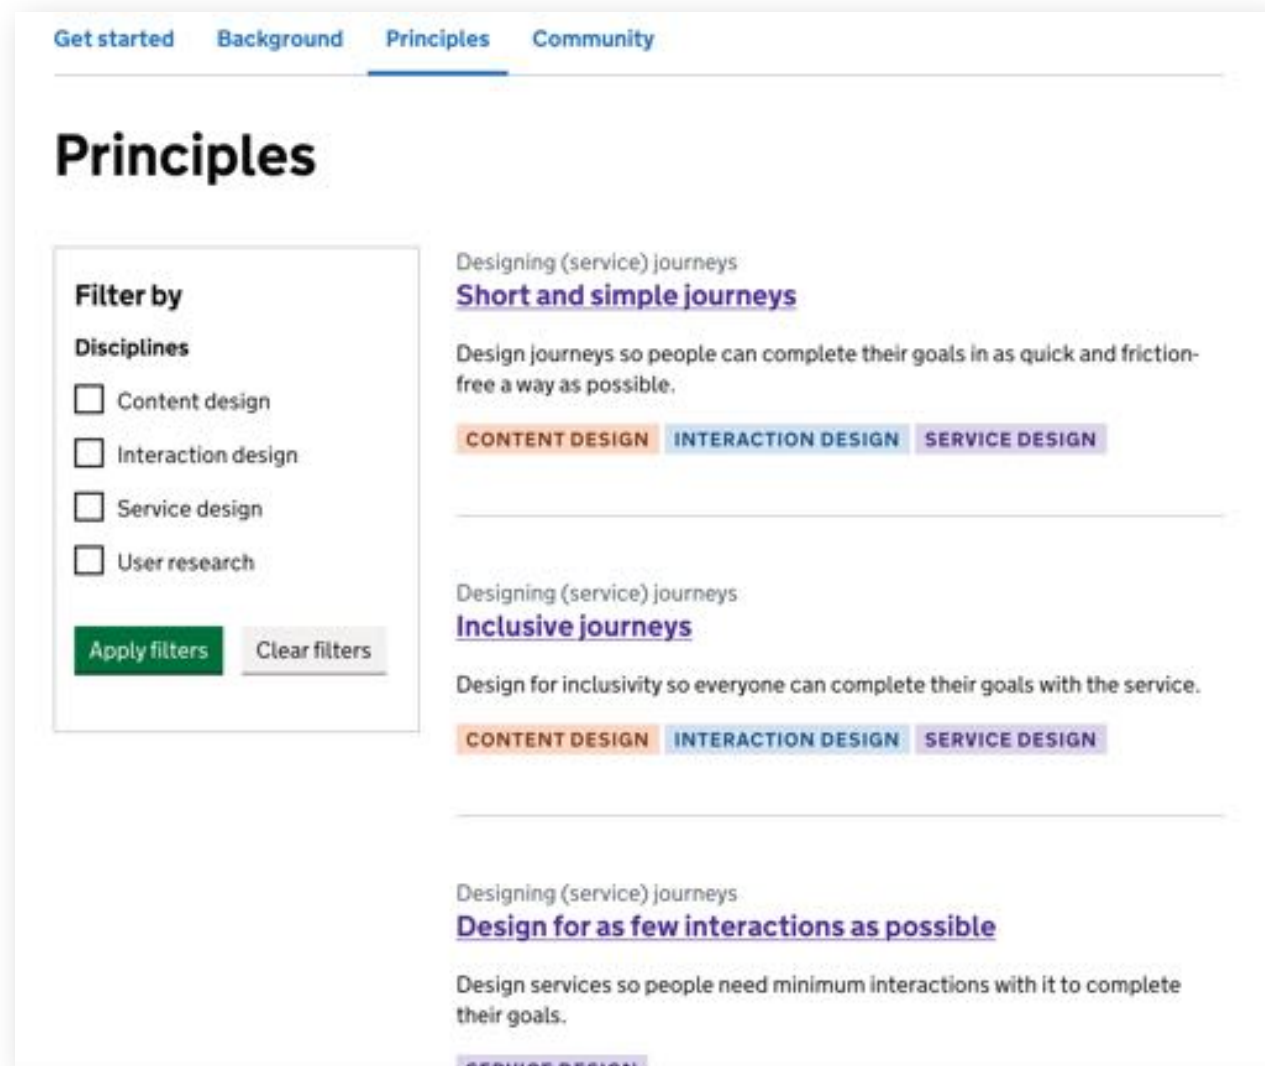 Get started Background Principles Community
Principles
Filter by
Disciplines
Content design
Interaction design
Service design
User research
Apply filters Clear filters
Designing (service) journeys
Short and simple journeys
Design journeys so people can complete their goals in as quick and friction-
free a way as possible.
CONTENT DESIGN INTERACTION DESIGN SERVICE DESIGN
Designing (service) journeys
Inclusive journeys
Design for inclusivity so everyone can complete their goals with the service.
CONTENT DESIGN INTERACTION DESIGN SERVICE DESIGN
Designing (service) journeys
Design for as few interactions as possible
Design services so people need minimum interactions with it to complete
their goals.
SERVICE DESIGN